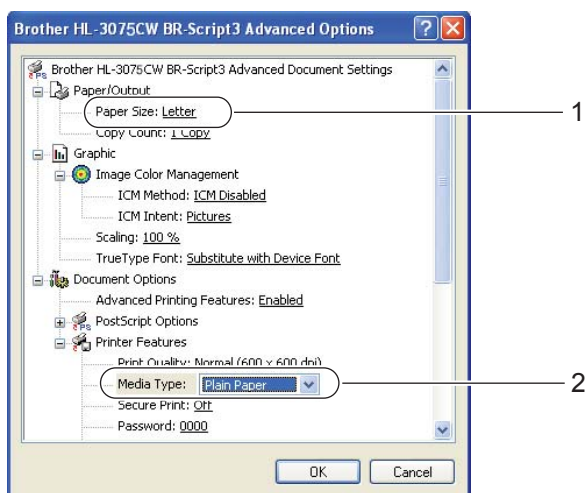 Brother HL-3075CW BR-Script3 Advanced Options
Brother HL-3075CW BR-Script3 Advanced Document Settings
Paper/Output
Paper Size: Letter
1
Copy Count: 1 Copy
Graphic
Image Color Management
ICM Method: ICM Disabled
ICM Intent: Pictures
Scaling: 100 %
TrueType Font: Substitute with Device Font
Document Options
Advanced Printing Features: Enabled
PostScript Options
Printer Features
Print Quality: Normal (600 x 600 dpi)
Media Type: Plain Paper
2
Secure Print: Off
Password: 0000
OK Cancel